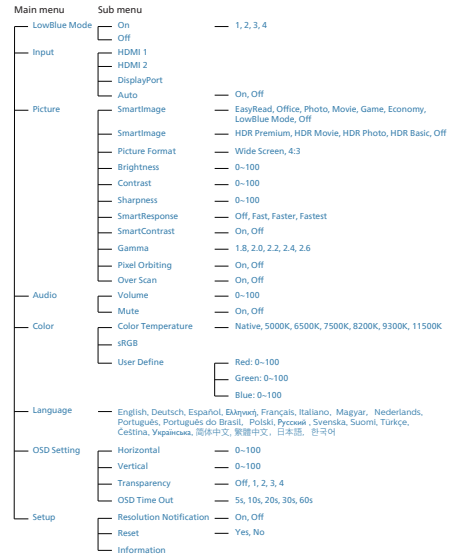 Main menu Sub menu
LowBlue Mode On 1, 2, 3, 4
Off
Input HDMI 1
HDMI 2
DisplayPort
Auto On, Off
Picture SmartImage EasyRead, Office, Photo, Movie, Game, Economy,
LowBlue Mode, Off
SmartImage HDR Premium, HDR Movie, HDR Photo, HDR Basic, Off
Picture Format Wide Screen, 4:3
Brightness 0~100
Contrast 0~100
Sharpness 0~100
SmartResponse Off, Fast, Faster, Fastest
SmartContrast On, Off
Gamma 1.8, 2.0, 2.2, 2.4, 2.6
Pixel Orbiting On, Off
Over Scan On, Off
Audio Volume 0~100
Mute On, Off
Color Color Temperature Native, 5000K, 6500K, 7500K, 8200K, 9300K, 11500K
sRGB
User Define Red: 0~100
Green: 0~100
Blue: 0~100
Language English, Deutsch, Español, Ελληνική, Français, Italiano, Magyar, Nederlands,
Português, Português do Brasil, Polski, Русский , Svenska, Suomi, Türkçe,
Čeština, Українська, 简体中文, 繁體中文, 日本語, 한국어
OSD Setting Horizontal 0~100
Vertical 0~100
Transparency Off, 1, 2, 3, 4
OSD Time Out 5s, 10s, 20s, 30s, 60s
Setup Resolution Notification On, Off
Reset Yes, No
Information